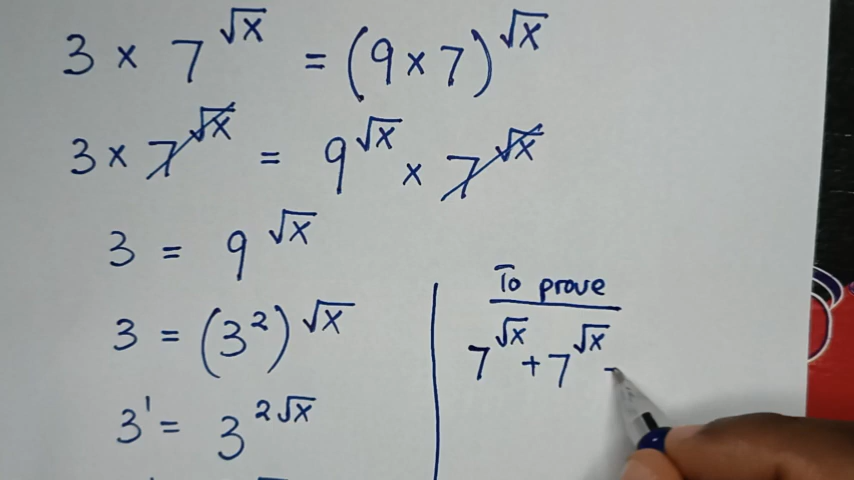 3 × 7^√x = (9 × 7)^√x
3 × 7^√x = 9^√x × 7^√x
3 = 9^√x
3 = (3²)^√x
3¹ = 3^2√x
To prove
7^√x + 7^√x